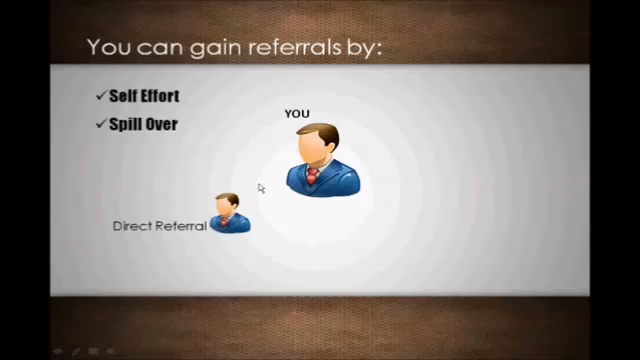 You can gain referrals by:
✓Self Effort
✓Spill Over
YOU
Direct Referral